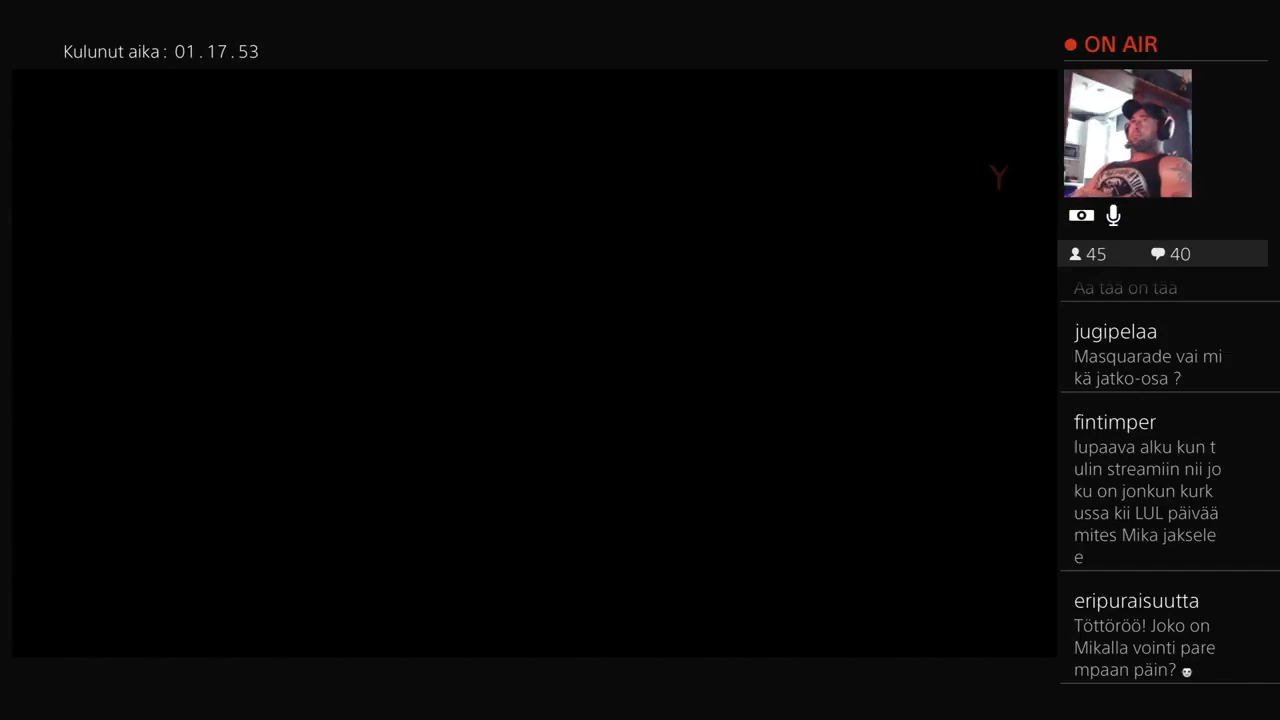 Kulunut aika: 01.17.53
ON AIR
Y
45 40
Aa tää on tää
jugipelaa
Masquarade vai mi
kä jatko-osa ?
fintimper
lupaava alku kun t
ulin streamiin nii jo
ku on jonkun kurk
ussa kii LUL päivää
mites Mika jaksele
e
eripuraisuutta
Töttöröö! Joko on
Mikalla vointi pare
mpaan päin?